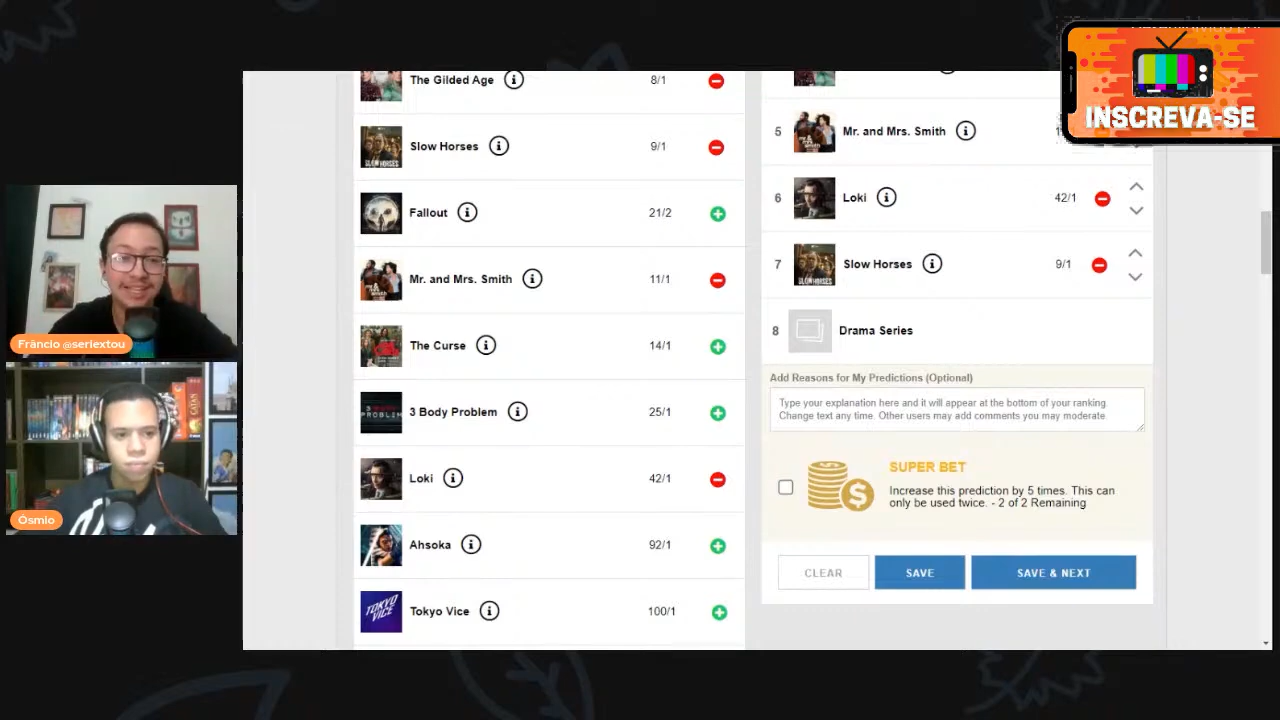 INSCREVA-SE
The Gilded Age 8/1
Slow Horses 9/1
Fallout 21/2
Mr. and Mrs. Smith 11/1
The Curse 14/1
3 Body Problem 25/1
Loki 42/1
Ahsoka 92/1
Tokyo Vice 100/1
5 Mr. and Mrs. Smith
6 Loki 42/1
7 Slow Horses 9/1
8 Drama Series
Add Reasons for My Predictions (Optional)
Type your explanation here and it will appear at the bottom of your ranking.
Change text any time. Other users may add comments you may moderate
SUPER BET
Increase this prediction by 5 times. This can
only be used twice. - 2 of 2 Remaining
CLEAR SAVE SAVE & NEXT
Frâncio @seriextou
Ósmio